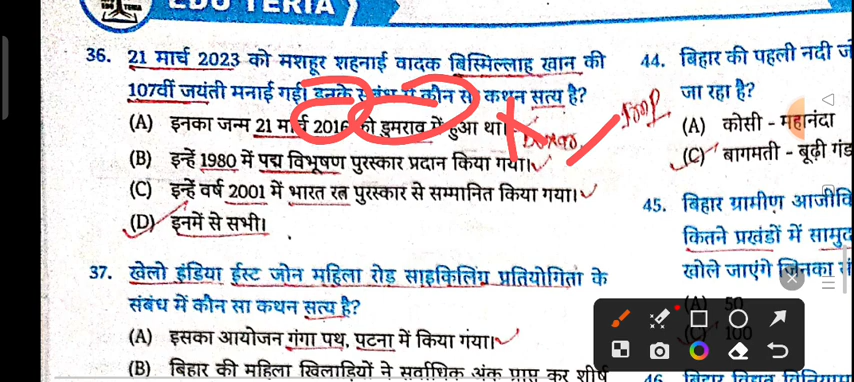 EDU TERIA
36. 21 मार्च 2023 को मशहूर शहनाई वादक बिस्मिल्लाह खान की
107वीं जयंती मनाई गई। इनके संबंध में कौन सा कथन सत्य है?
(A) इनका जन्म 21 मार्च 2016 को डुमराव में हुआ था।
(B) इन्हें 1980 में पद्म विभूषण पुरस्कार प्रदान किया गया।
(C) इन्हें वर्ष 2001 में भारत रत्न पुरस्कार से सम्मानित किया गया।
(D) इनमें से सभी।
37. खेलो इंडिया ईस्ट जोन महिला रोड साइकिलिंग प्रतियोगिता के
संबंध में कौन सा कथन सत्य है?
(A) इसका आयोजन गंगा पथ, पटना में किया गया।
(B) बिहार की महिला खिलाड़ियों ने सर्वाधिक अंक प्राप्त कर शीर्ष
44. बिहार की पहली नदी
जा रहा है?
(A) कोसी - महानंदा
(C) बागमती - बूढ़ी
45. बिहार ग्रामीण
कितने प्रखंडों में
खोले जाएंगे जिनका
(A) 50
(C) 100
46. बिहार विद्युत